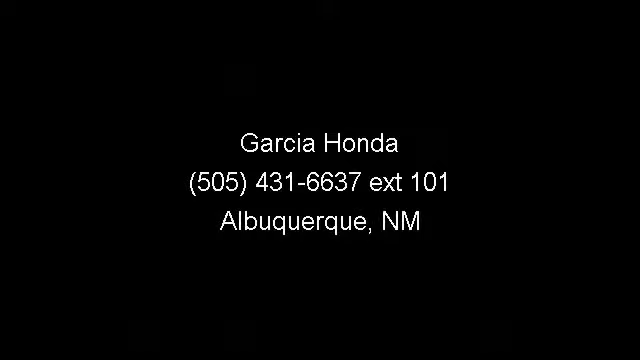 Garcia Honda
(505) 431-6637 ext 101
Albuquerque, NM